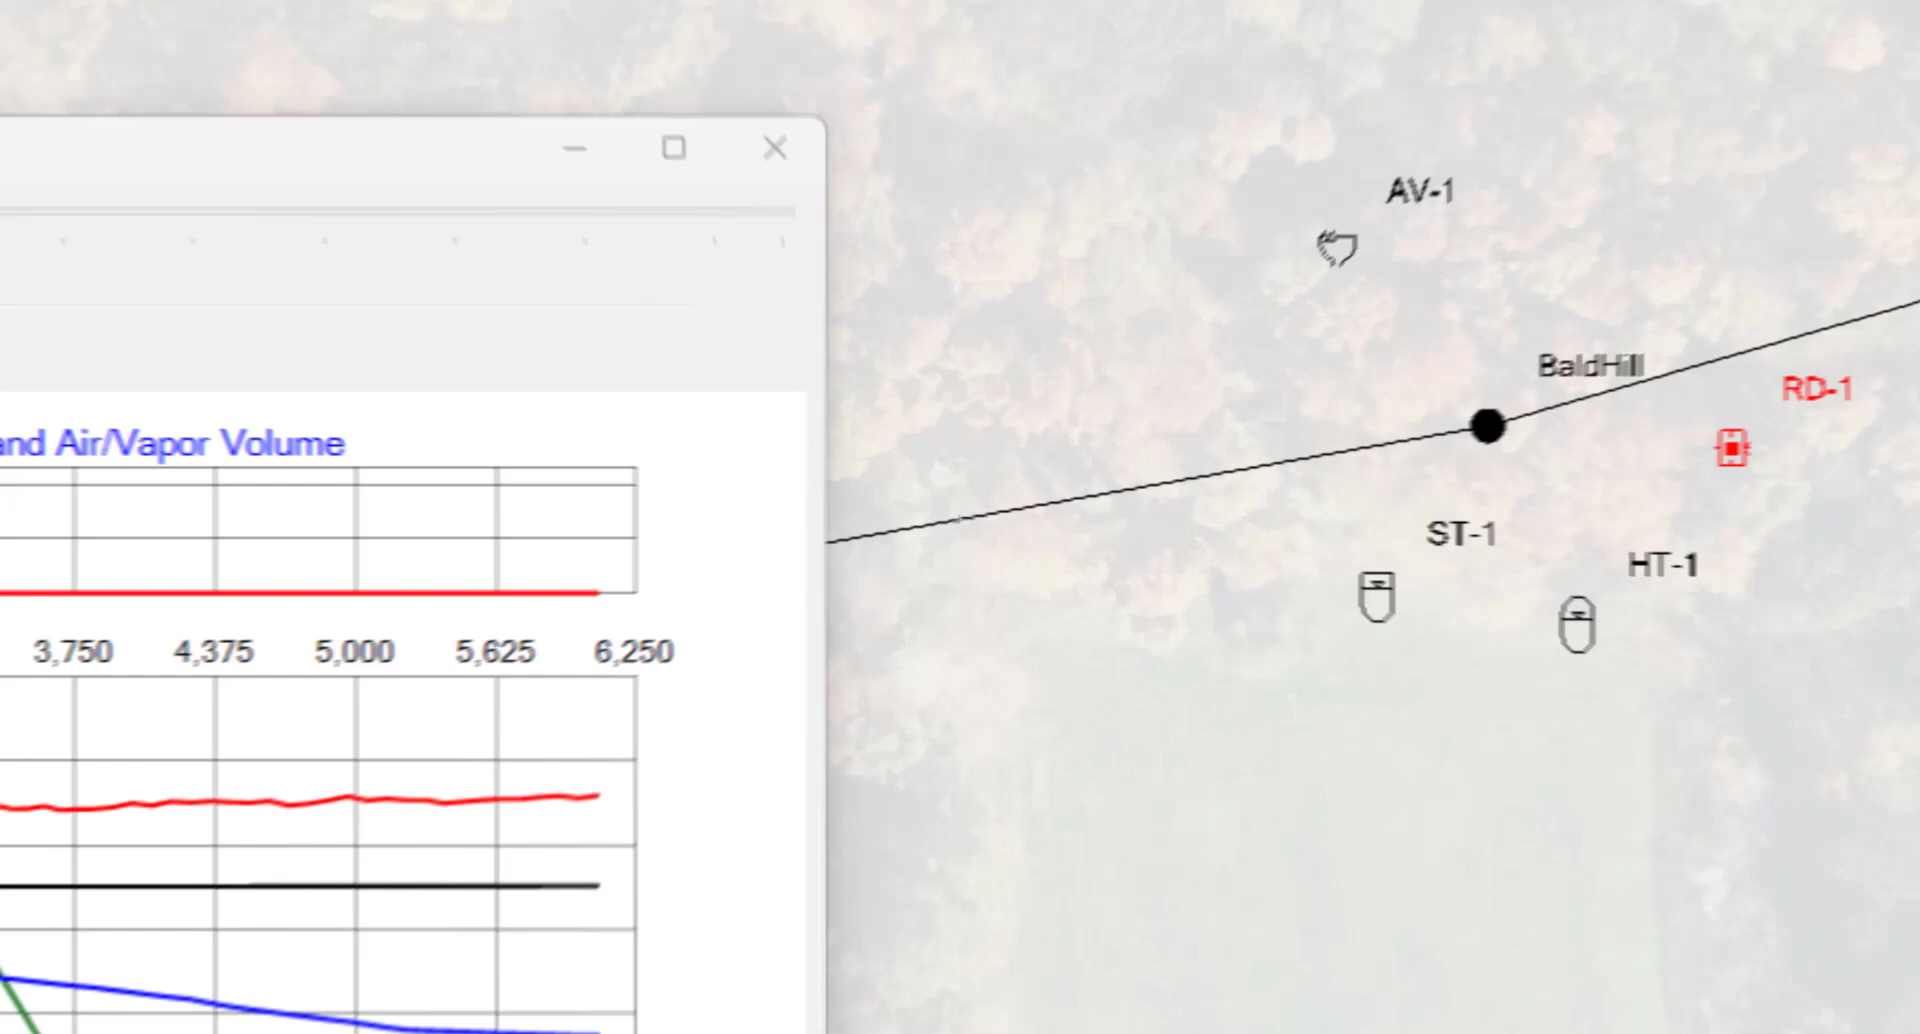 and Air/Vapor Volume
3,750 4,375 5,000 5,625 6,250
AV-1
BaldHill
RD-1
ST-1
HT-1